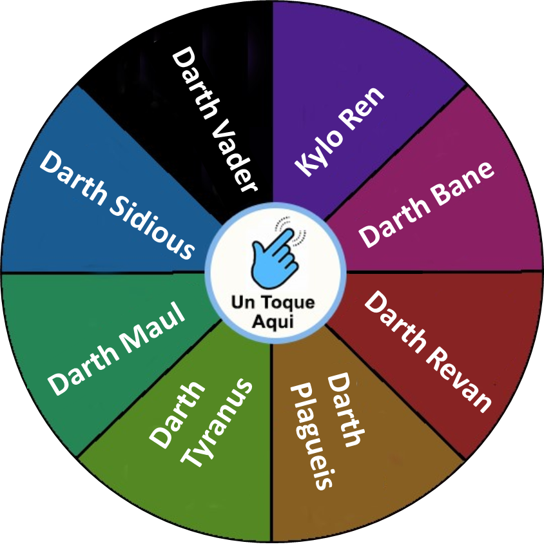 Darth Vader
Kylo Ren
Darth Bane
Darth Revan
Darth
Plagueis
Darth
Tyranus
Darth Maul
Darth Sidious
Un Toque
Aqui